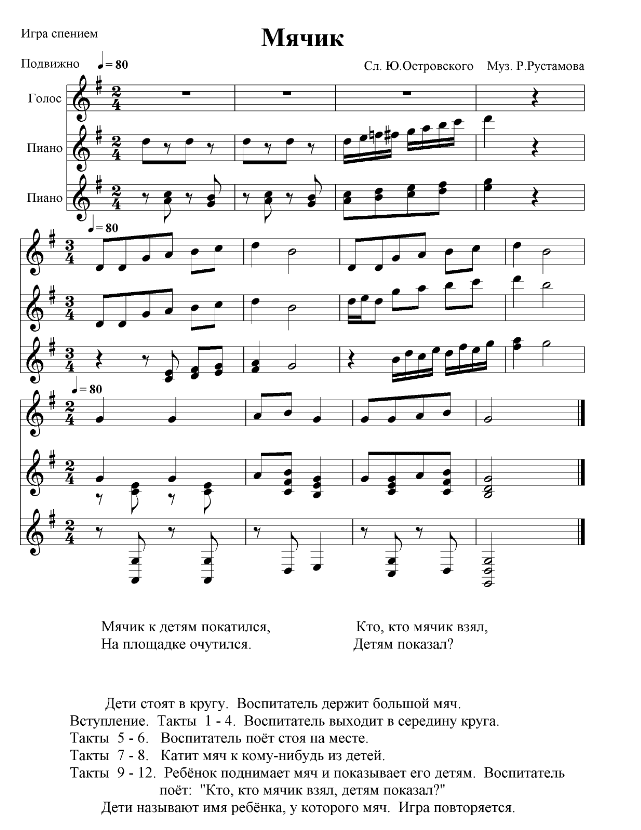 Мячик
Игра спением
Подвижно = 80
Сл. Ю.Островского Муз. Р.Рустамова
Голос
Пиано
Пиано
= 80
= 80
Мячик к детям покатился, Кто, кто мячик взял,
На площадке очутился. Детям показал?
Дети стоят в кругу. Воспитатель держит большой мяч.
Вступление. Такты 1 - 4. Воспитатель выходит в середину круга.
Такты 5 - 6. Воспитатель поёт стоя на месте.
Такты 7 - 8. Катит мяч к кому-нибудь из детей.
Такты 9 - 12. Ребёнок поднимает мяч и показывает его детям. Воспитатель
поёт: "Кто, кто мячик взял, детям показал?"
Дети называют имя ребёнка, у которого мяч. Игра повторяется.